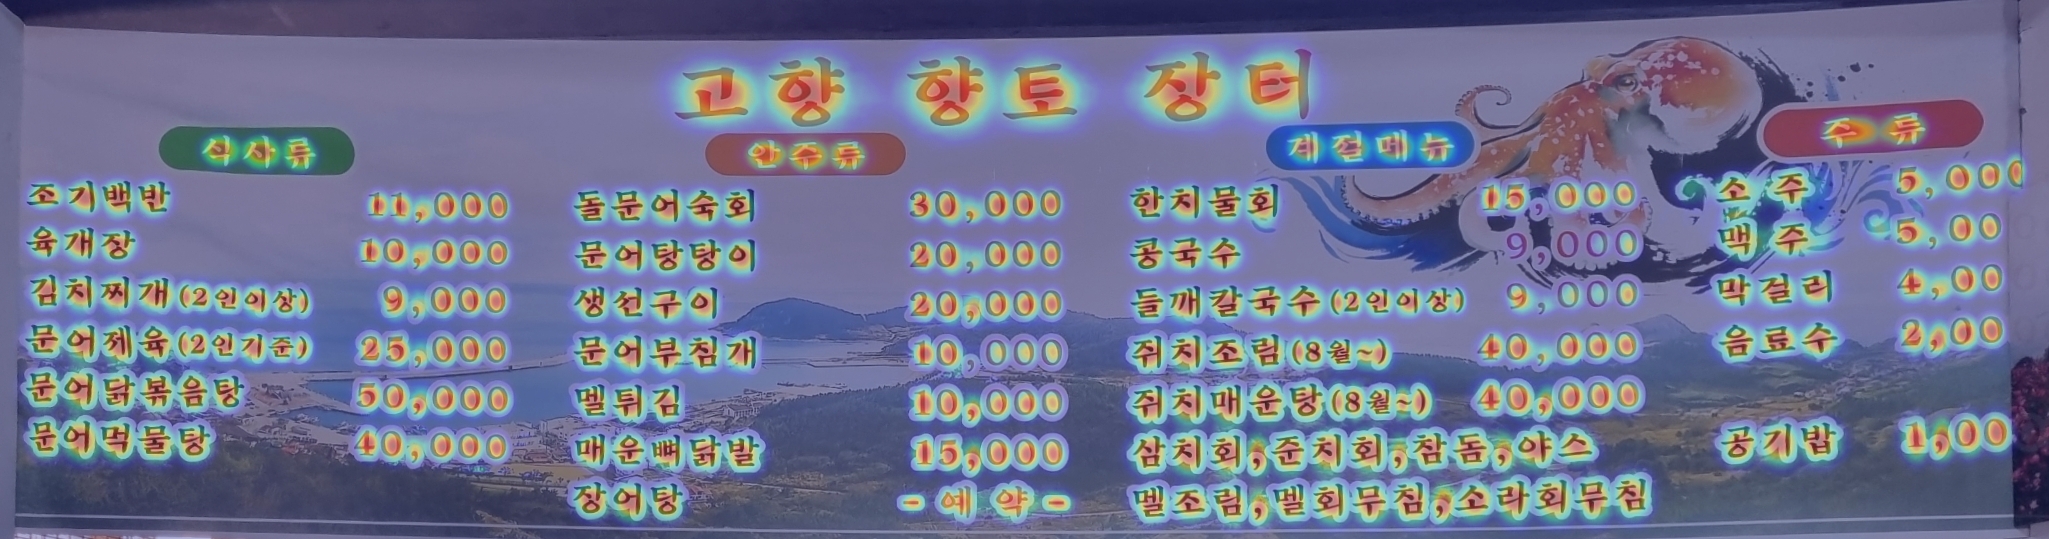 고향 향토 장터
식사류
조기백반 11,000
육개장 10,000
김치찌개(2인이상) 9,000
문어제육(2인기준) 25,000
문어닭볶음탕 50,000
문어먹물탕 40,000
안주류
돌문어숙회 30,000
문어탕탕이 20,000
생선구이 20,000
문어부침개 10,000
멜튀김 10,000
매운뼈닭발 15,000
장어탕 -예약-
계절메뉴
한치물회 15,000
콩국수 9,000
들깨칼국수(2인이상) 9,000
쥐치조림(8월~) 40,000
쥐치매운탕(8월~) 40,000
삼치회,준치회,참돔,야스
멜조림,멜회무침,소라회무침
주류
소주 5,000
맥주 5,00
막걸리 4,00
음료수 2,00
공기밥 1,00